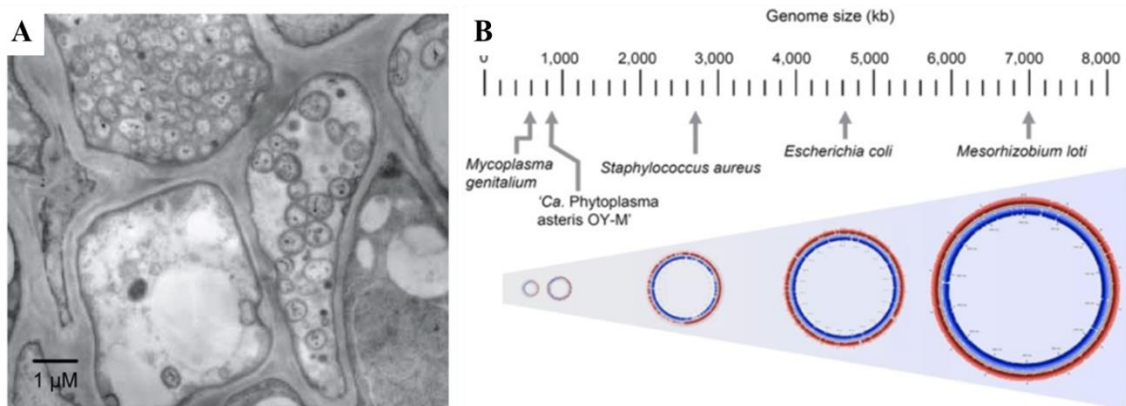 A
1 µM
B
Genome size (kb)
0 1,000 2,000 3,000 4,000 5,000 6,000 7,000 8,000
Mycoplasma
genitalium
'Ca. Phytoplasma
asteris OY-M'
Staphylococcus aureus
Escherichia coli
Mesorhizobium loti